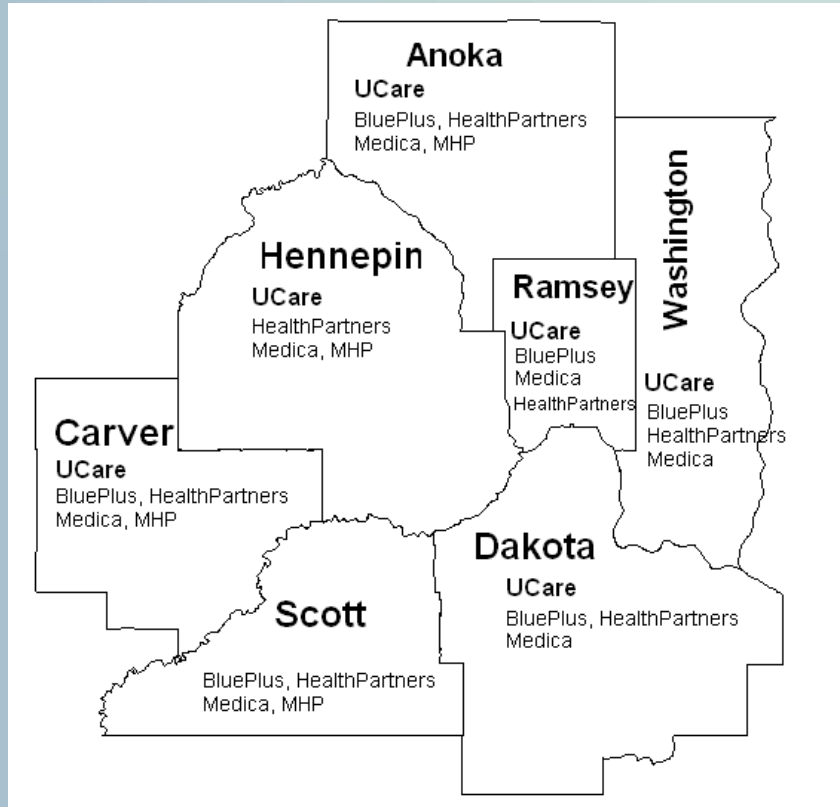 Anoka
UCare
BluePlus, HealthPartners
Medica, MHP
Washington
Hennepin
UCare
HealthPartners
Medica, MHP
Ramsey
UCare
BluePlus
Medica
HealthPartners
UCare
BluePlus
HealthPartners
Medica
Carver
UCare
BluePlus, HealthPartners
Medica, MHP
Dakota
UCare
BluePlus, HealthPartners
Medica
Scott
BluePlus, HealthPartners
Medica, MHP